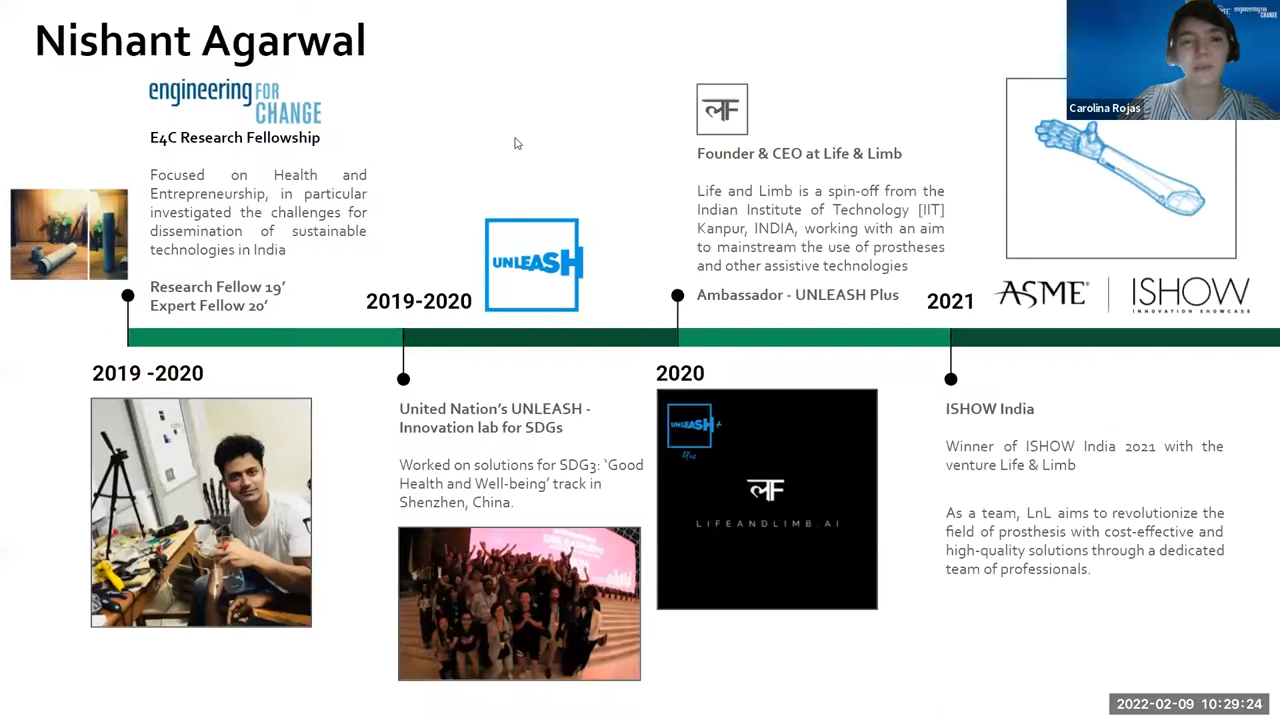 Nishant Agarwal
engineering FOR
CHANGE
E4C Research Fellowship
Focused on Health and
Entrepreneurship, in particular
investigated the challenges for
dissemination of sustainable
technologies in India
Research Fellow 19’
Expert Fellow 20’
2019 -2020
2019-2020
UNLEASH
United Nation’s UNLEASH -
Innovation lab for SDGs
Worked on solutions for SDG3: ‘Good
Health and Well-being’ track in
Shenzhen, China.
Founder & CEO at Life & Limb
Life and Limb is a spin-off from the
Indian Institute of Technology [IIT]
Kanpur, INDIA, working with an aim
to mainstream the use of prostheses
and other assistive technologies
Ambassador - UNLEASH Plus
2020
UNLEASH+
Plus
LIFEANDLIMB.AI
2021
ASME
ISHOW
INNOVATION SHOWCASE
ISHOW India
Winner of ISHOW India 2021 with the
venture Life & Limb
As a team, LnL aims to revolutionize the
field of prosthesis with cost-effective and
high-quality solutions through a dedicated
team of professionals.
engineering FOR
CHANGE
Carolina Rojas
2022-02-09 10:29:24